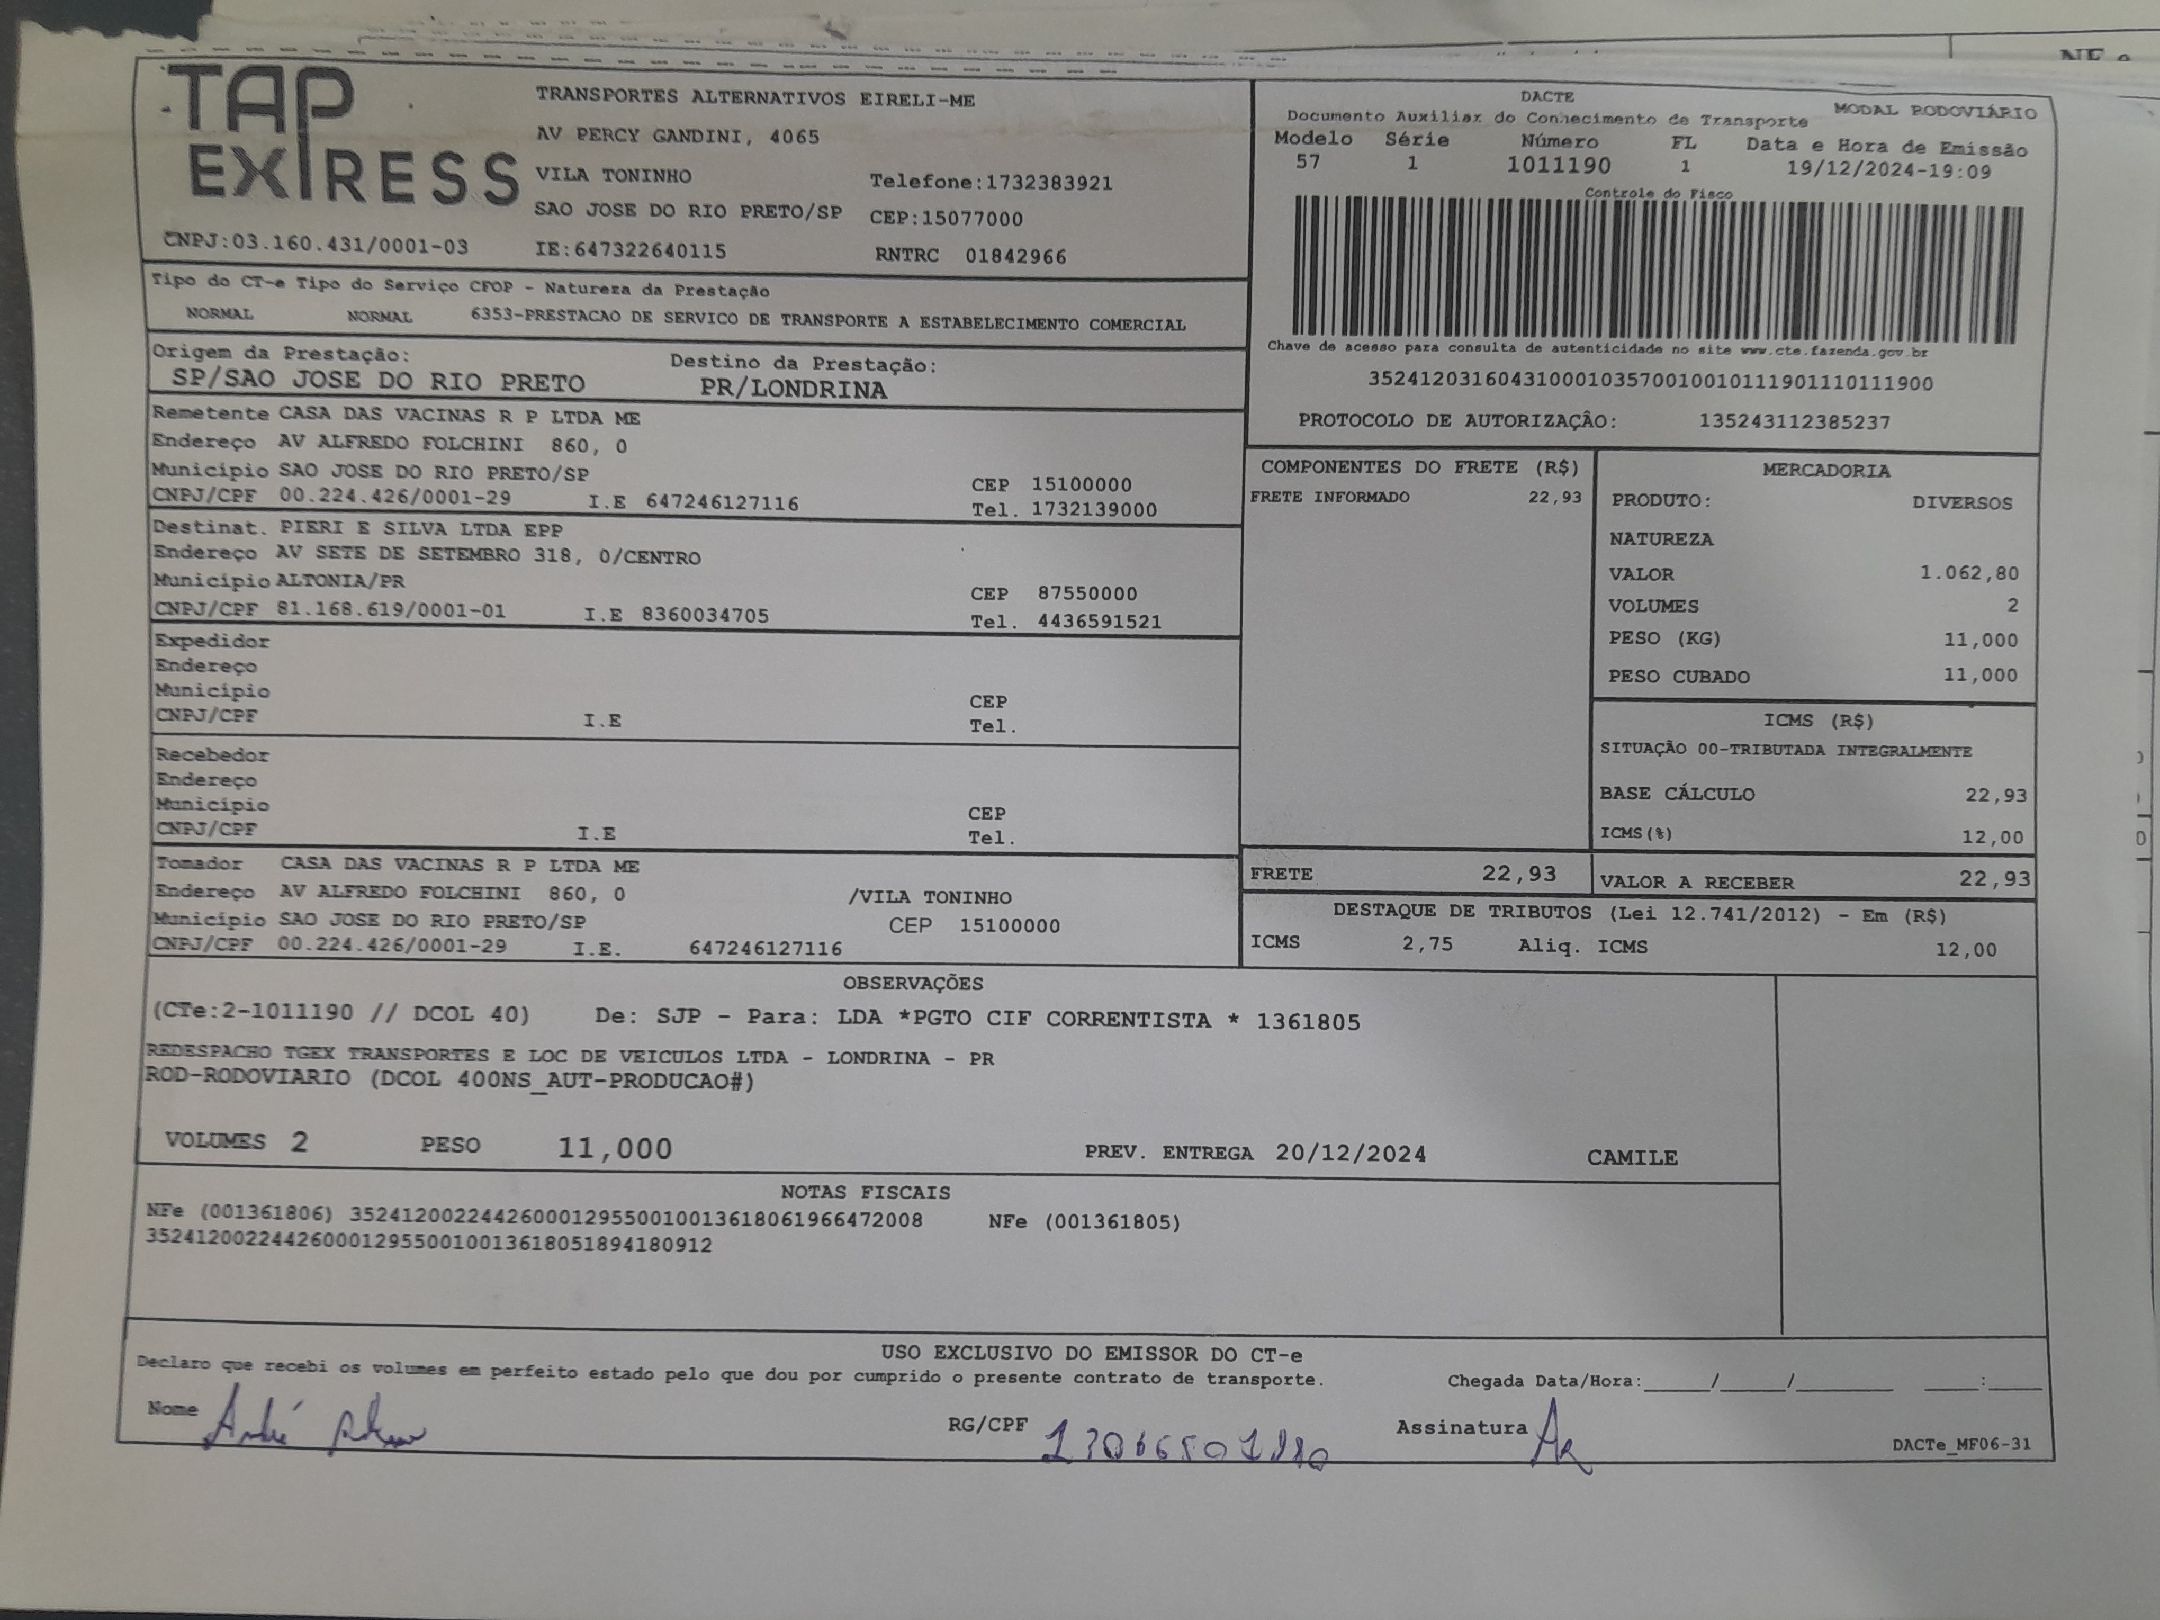 NF e
TAP
EXPRESS
TRANSPORTES ALTERNATIVOS EIRELI-ME
AV PERCY GANDINI, 4065
VILA TONINHO Telefone:1732383921
SAO JOSE DO RIO PRETO/SP CEP:15077000
CNPJ:03.160.431/0001-03 IE:647322640115 RNTRC 01842966
DACTE MODAL RODOVIÁRIO
Documento Auxiliar do Conhecimento de Transporte
Modelo Série Número FL Data e Hora de Emissão
57 1 1011190 1 19/12/2024-19:09
Controle do Fisco
Chave de acesso para consulta de autenticidade no site www.cte.fazenda.gov.br
35241203160431000103570010010111901110111900
PROTOCOLO DE AUTORIZAÇÂO: 135243112385237
Tipo do CT-e Tipo do Serviço CFOP - Natureza da Prestação
NORMAL NORMAL 6353-PRESTACAO DE SERVICO DE TRANSPORTE A ESTABELECIMENTO COMERCIAL
Origem da Prestação: Destino da Prestação:
SP/SAO JOSE DO RIO PRETO PR/LONDRINA
Remetente CASA DAS VACINAS R P LTDA ME
Endereço AV ALFREDO FOLCHINI 860, 0
Município SAO JOSE DO RIO PRETO/SP CEP 15100000
CNPJ/CPF 00.224.426/0001-29 I.E 647246127116 Tel. 1732139000
Destinat. PIERI E SILVA LTDA EPP
Endereço AV SETE DE SETEMBRO 318, 0/CENTRO
Município ALTONIA/PR CEP 87550000
CNPJ/CPF 81.168.619/0001-01 I.E 8360034705 Tel. 4436591521
Expedidor
Endereço
Município CEP
CNPJ/CPF I.E Tel.
Recebedor
Endereço
Município CEP
CNPJ/CPF I.E Tel.
Tomador CASA DAS VACINAS R P LTDA ME
Endereço AV ALFREDO FOLCHINI 860, 0 /VILA TONINHO
Município SAO JOSE DO RIO PRETO/SP CEP 15100000
CNPJ/CPF 00.224.426/0001-29 I.E. 647246127116
COMPONENTES DO FRETE (R$)
FRETE INFORMADO 22,93
MERCADORIA
PRODUTO: DIVERSOS
NATUREZA
VALOR 1.062,80
VOLUMES 2
PESO (KG) 11,000
PESO CUBADO 11,000
ICMS (R$)
SITUAÇÃO 00-TRIBUTADA INTEGRALMENTE
BASE CÁLCULO 22,93
ICMS(%) 12,00
FRETE 22,93 VALOR A RECEBER 22,93
DESTAQUE DE TRIBUTOS (Lei 12.741/2012) - Em (R$)
ICMS 2,75 Aliq. ICMS 12,00
OBSERVAÇÕES
(CTe:2-1011190 // DCOL 40) De: SJP - Para: LDA *PGTO CIF CORRENTISTA * 1361805
REDESPACHO TGEX TRANSPORTES E LOC DE VEICULOS LTDA - LONDRINA - PR
ROD-RODOVIARIO (DCOL 400NS_AUT-PRODUCAO#)
VOLUMES 2 PESO 11,000 PREV. ENTREGA 20/12/2024 CAMILE
NOTAS FISCAIS
NFe (001361806) 35241200224426000129550010013618061966472008 NFe (001361805)
35241200224426000129550010013618051894180912
USO EXCLUSIVO DO EMISSOR DO CT-e
Declaro que recebi os volumes em perfeito estado pelo que dou por cumprido o presente contrato de transporte. Chegada Data/Hora:_____/_____/________ ____:____
Nome André RG/CPF Assinatura
DACTe_MF06-31